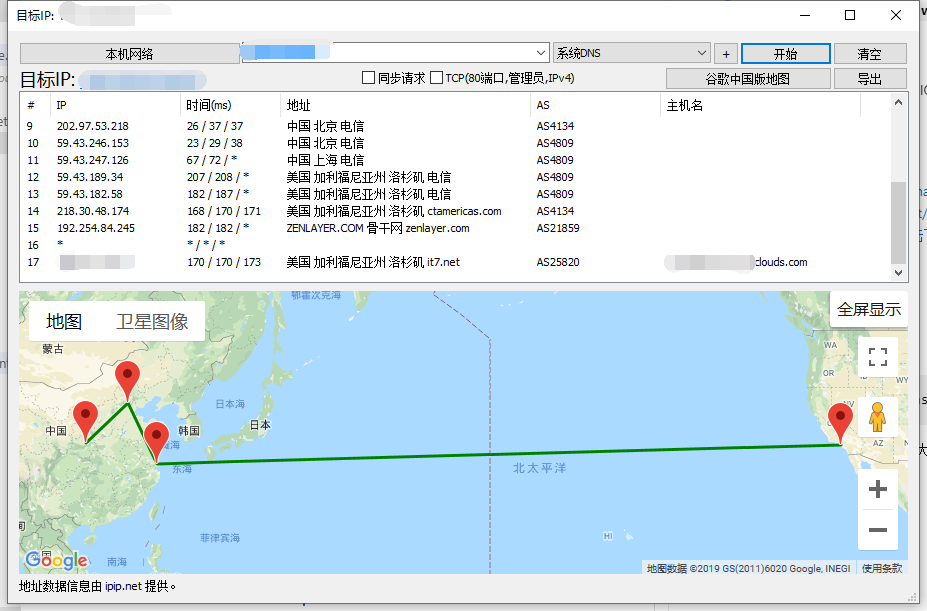 目标IP:
本机网络
系统DNS
+
开始
清空
目标IP:
同步请求 TCP(80端口,管理员,IPv4)
谷歌中国版地图
导出
# IP 时间(ms) 地址 AS 主机名
9 202.97.53.218 26 / 37 / 37 中国 北京 电信 AS4134
10 59.43.246.153 23 / 29 / 38 中国 北京 电信 AS4809
11 59.43.247.126 67 / 72 / * 中国 上海 电信 AS4809
12 59.43.189.34 207 / 208 / * 美国 加利福尼亚州 洛杉矶 电信 AS4809
13 59.43.182.58 182 / 187 / * 美国 加利福尼亚州 洛杉矶 电信 AS4809
14 218.30.48.174 168 / 170 / 171 美国 加利福尼亚州 洛杉矶 ctamericas.com AS4134
15 192.254.84.245 182 / 182 / * ZENLAYER.COM 骨干网 zenlayer.com AS21859
16 * * / * / *
17 170 / 170 / 173 美国 加利福尼亚州 洛杉矶 it7.net AS25820 clouds.com
鄂霍次克海
地图 卫星图像
全屏显示
蒙古
WA
OR
WY
日本海
中国
韩国
日本
AZ
东海
北太平洋
菲律宾海
HI
南海
Google
地图数据 ©2019 GS(2011)6020 Google, INEGI 使用条款
地址数据信息由 ipip.net 提供。